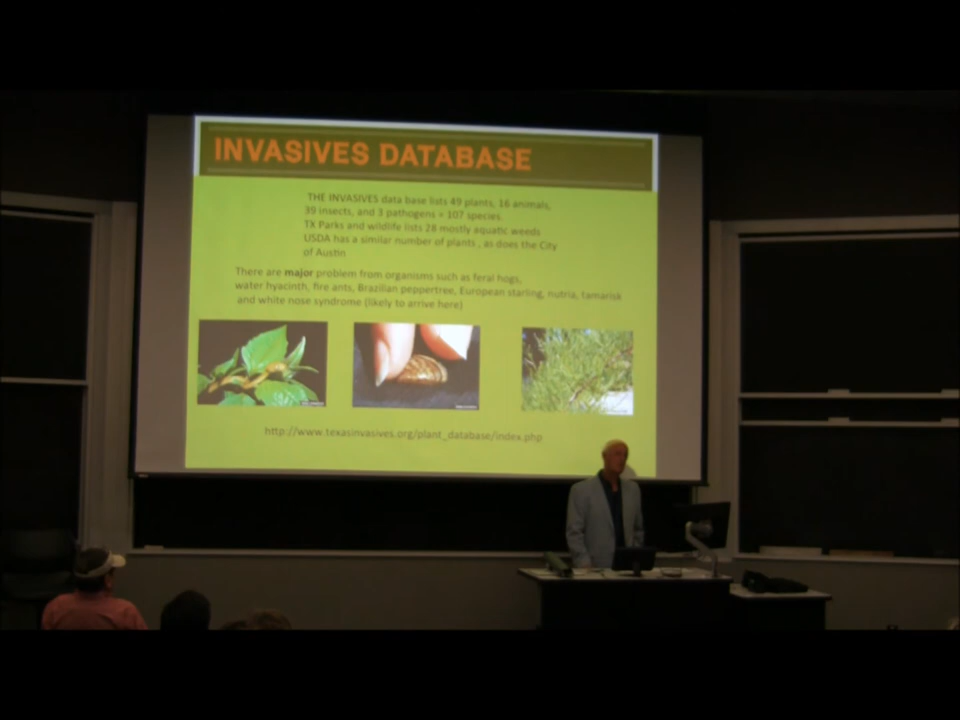 INVASIVES DATABASE
THE INVASIVES data base lists 49 plants, 16 animals,
39 insects, and 3 pathogens = 107 species.
TX Parks and wildlife lists 28 mostly aquatic weeds
USDA has a similar number of plants , as does the City
of Austin
There are major problem from organisms such as feral hogs,
water hyacinth, fire ants, Brazilian peppertree, European starling, nutria, tamarisk
and white nose syndrome (likely to arrive here)
http://www.texasinvasives.org/plant_database/index.php